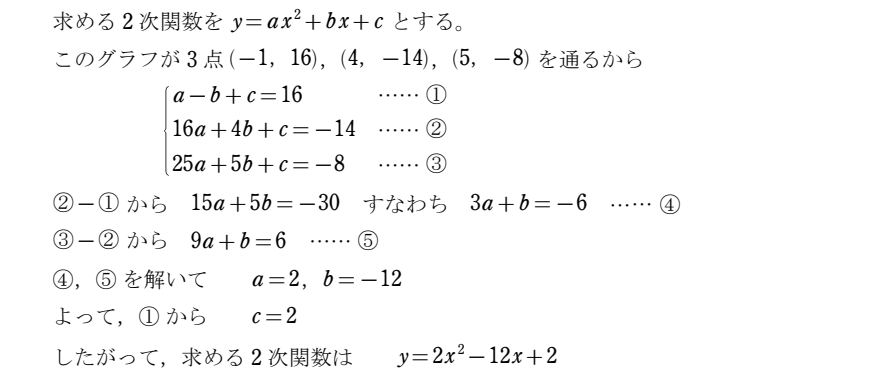 求める 2 次関数を y=ax²+bx+c とする。
このグラフが 3 点(−1, 16), (4, −14), (5, −8) を通るから
a−b+c=16 …… ①
16a+4b+c=−14 …… ②
25a+5b+c=−8 …… ③
②−① から 15a+5b=−30 すなわち 3a+b=−6 …… ④
③−② から 9a+b=6 …… ⑤
④, ⑤ を解いて a=2, b=−12
よって, ① から c=2
したがって, 求める 2 次関数は y=2x²−12x+2